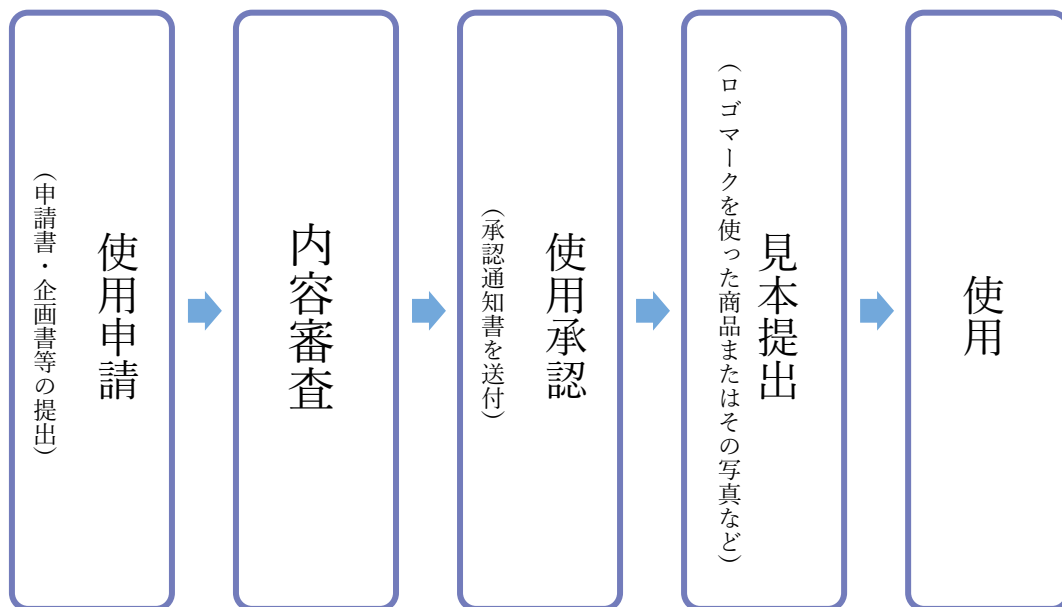 使用申請
(申請書・企画書等の提出)
内容審査
使用承認
(承認通知書を送付)
見本提出
(ロゴマークを使った商品またはその写真など)
使用